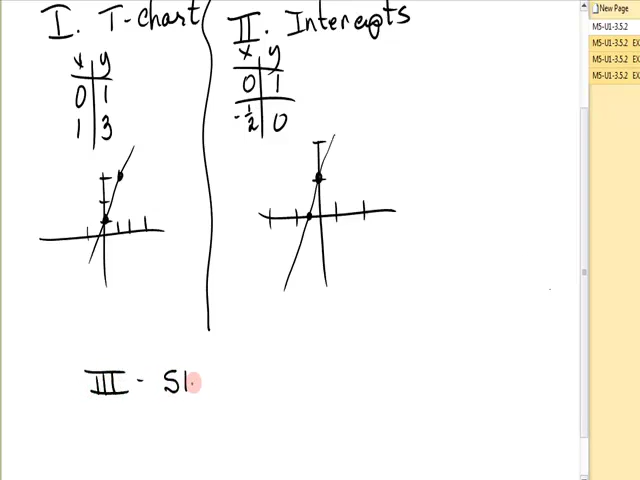 I. T-chart
x y
0 1
1 3
II. Intercepts
x y
0 1
-1/2 0
III - Sl
New Page
M5-U1-3.5.2
M5-U1-3.5.2 EX
M5-U1-3.5.2 EX
M5-U1-3.5.2 EX